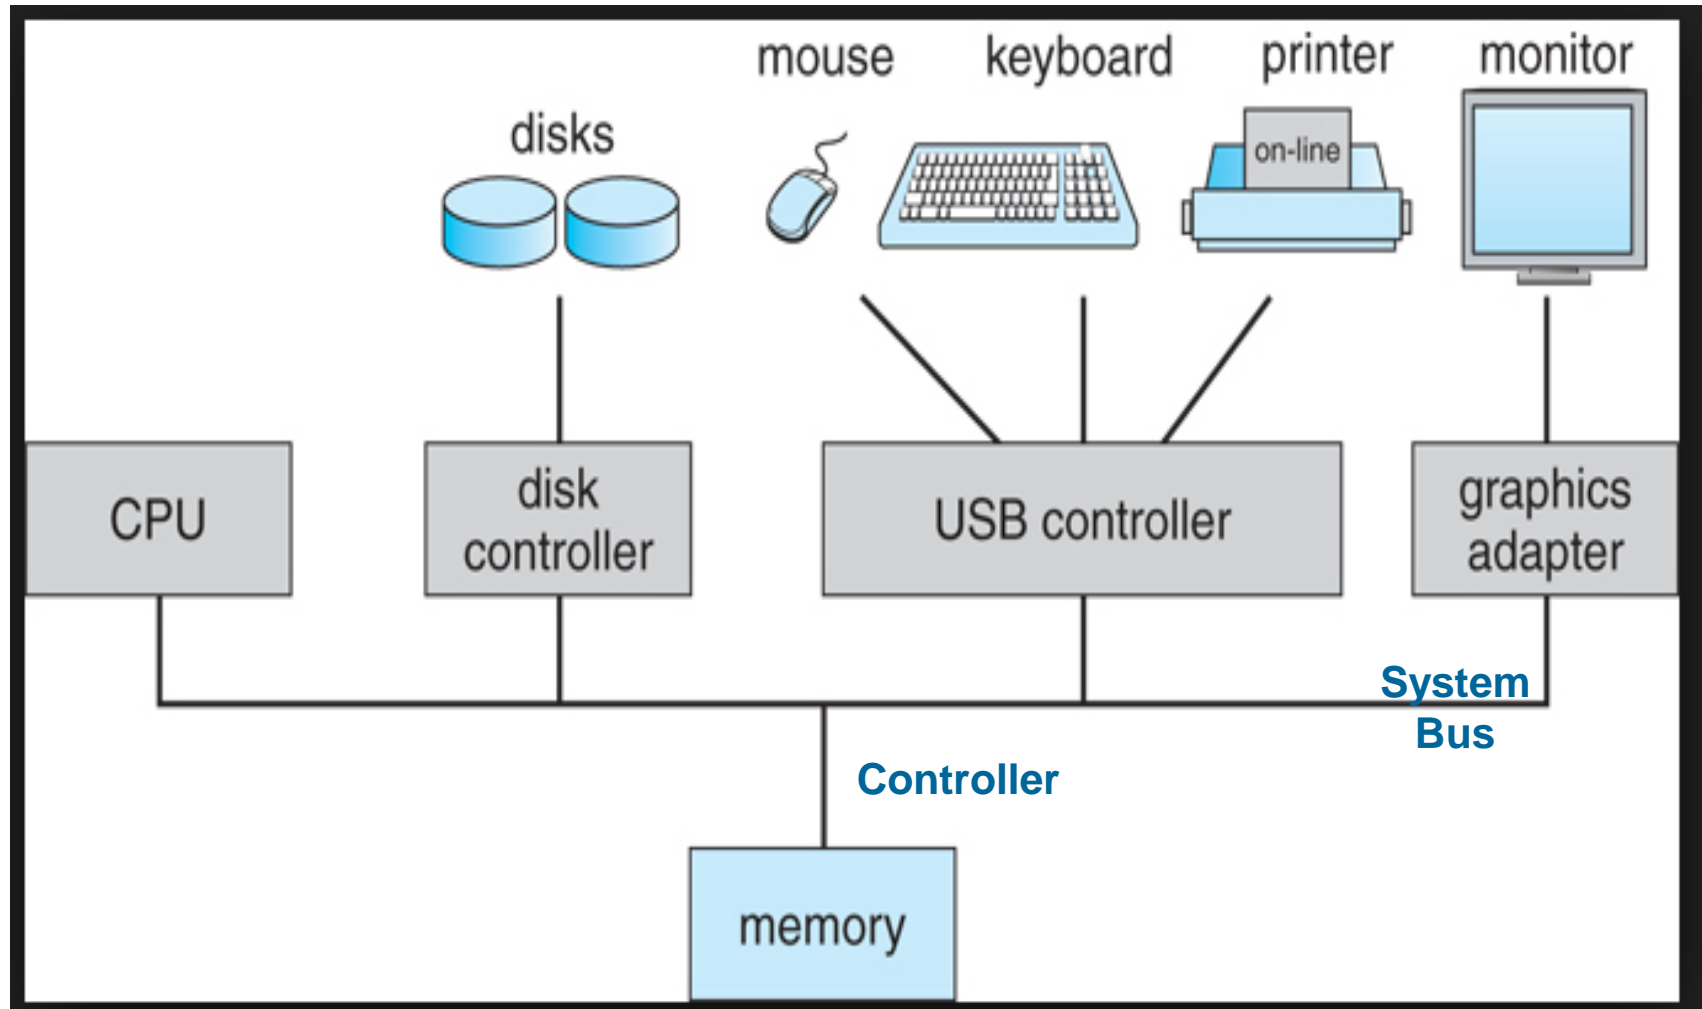 mouse
keyboard
printer
monitor
disks
on-line
CPU
disk
controller
USB controller
graphics
adapter
System
Bus
Controller
memory